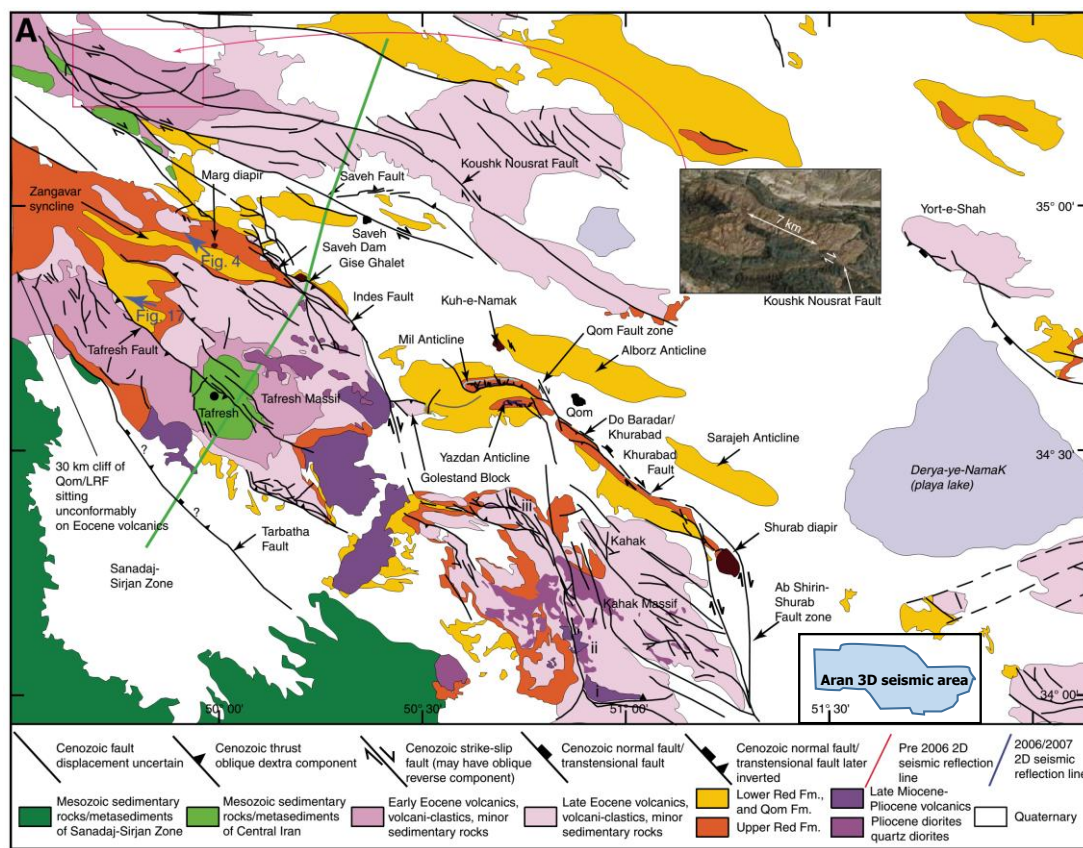 A
Koushk Nousrat Fault
Marg diapir
Saveh Fault
Zangavar
syncline
35° 00'
Yort-e-Shah
7 km
Saveh
Saveh Dam
Gise Ghalet
Fig. 4
Koushk Nousrat Fault
Indes Fault
Kuh-e-Namak
Qom Fault zone
Fig. 17
Mil Anticline
Alborz Anticline
Tafresh Fault
Tafresh
Tafresh Massif
Qom
Do Baradar/
Khurabad
Khurabad
Fault
Sarajeh Anticline
Yazdan Anticline
34° 30'
Golestand Block
Derya-ye-NamaK
(playa lake)
30 km cliff of
Qom/LRF
sitting
unconformably
on Eocene volcanics
?
?
iii
Shurab diapir
Tarbatha
Fault
Kahak
Sanadaj-
Sirjan Zone
Ab Shirin-
Shurab
Fault zone
Kahak Massif
ii
Aran 3D seismic area
i
34° 00'
50° 00'
50° 30'
51° 00'
51° 30'
Cenozoic fault
displacement uncertain
Cenozoic thrust
oblique dextra component
Cenozoic strike-slip
fault (may have oblique
reverse component)
Cenozoic normal fault/
transtensional fault
Cenozoic normal fault/
transtensional fault later
inverted
Pre 2006 2D
seismic reflection
line
2006/2007
2D seismic
reflection line
Mesozoic sedimentary
rocks/metasediments
of Sanadaj-Sirjan Zone
Mesozoic sedimentary
rocks/metasediments
of Central Iran
Early Eocene volcanics,
volcani-clastics, minor
sedimentary rocks
Late Eocene volcanics,
volcani-clastics, minor
sedimentary rocks
Lower Red Fm.,
and Qom Fm.
Upper Red Fm.
Late Miocene-
Pliocene volcanics
Pliocene diorites
quartz diorites
Quaternary